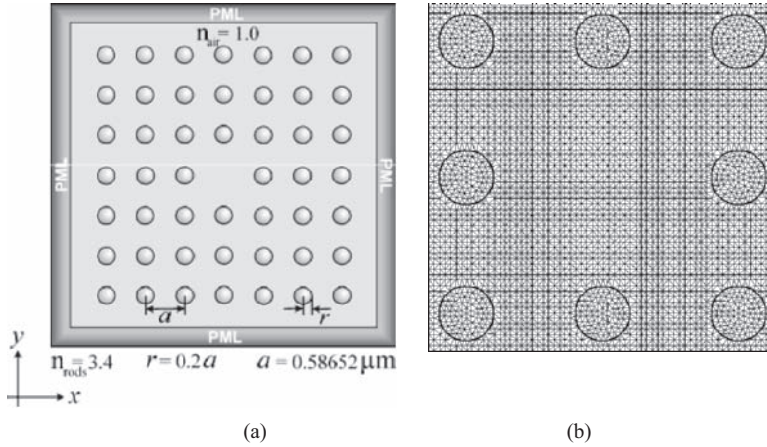 PML
n_air = 1.0
PML
PML
a
r
PML
y
x
n_rods = 3.4 r = 0.2a a = 0.58652 μm
(a)
(b)